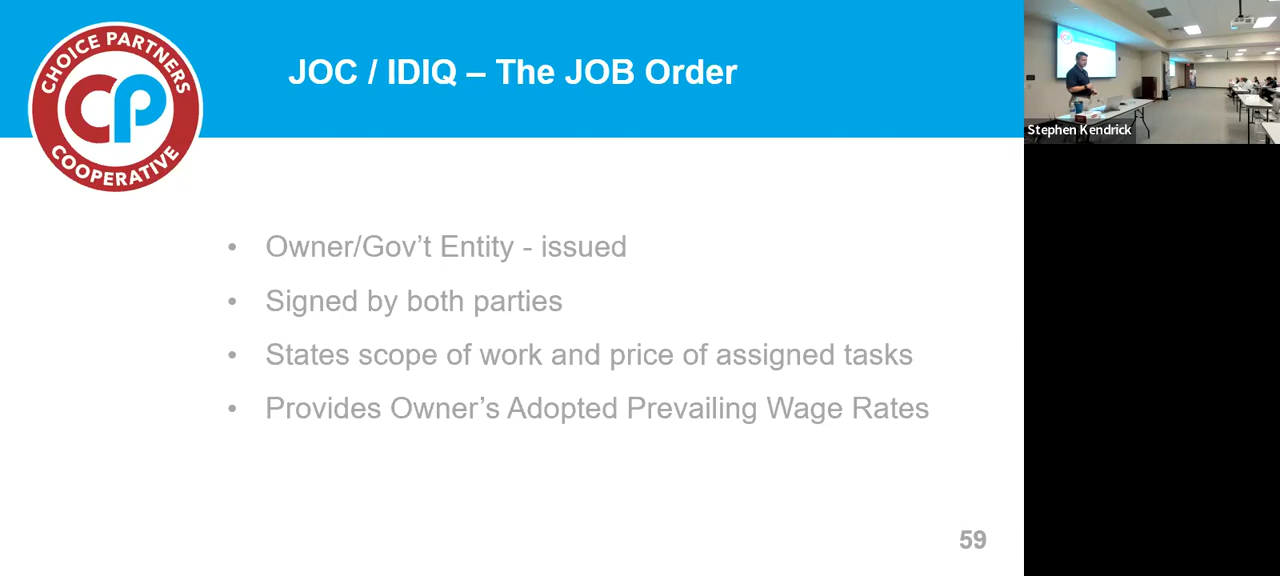 CHOICE PARTNERS
CP
COOPERATIVE
JOC / IDIQ – The JOB Order
• Owner/Gov’t Entity - issued
• Signed by both parties
• States scope of work and price of assigned tasks
• Provides Owner’s Adopted Prevailing Wage Rates
59
Stephen Kendrick